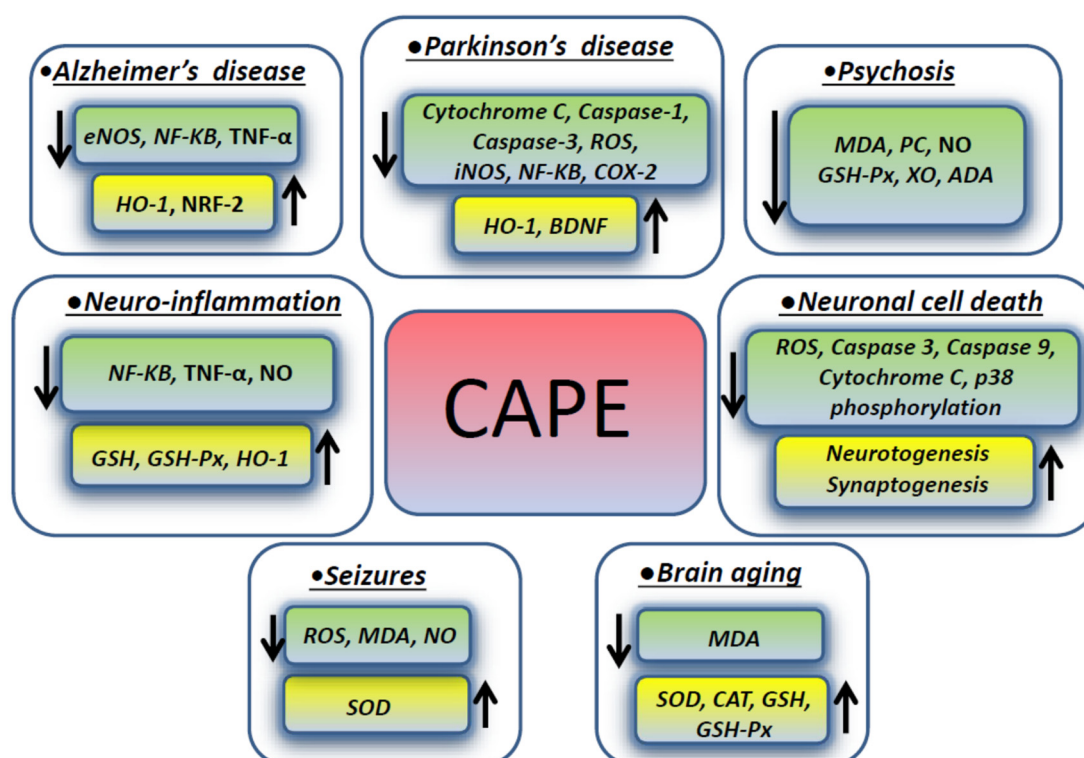 ●Alzheimer’s disease
eNOS, NF-KB, TNF-α
HO-1, NRF-2
●Parkinson’s disease
Cytochrome C, Caspase-1,
Caspase-3, ROS,
iNOS, NF-KB, COX-2
HO-1, BDNF
●Psychosis
MDA, PC, NO
GSH-Px, XO, ADA
●Neuro-inflammation
NF-KB, TNF-α, NO
GSH, GSH-Px, HO-1
CAPE
●Neuronal cell death
ROS, Caspase 3, Caspase 9,
Cytochrome C, p38
phosphorylation
Neurotogenesis
Synaptogenesis
●Seizures
ROS, MDA, NO
SOD
●Brain aging
MDA
SOD, CAT, GSH,
GSH-Px